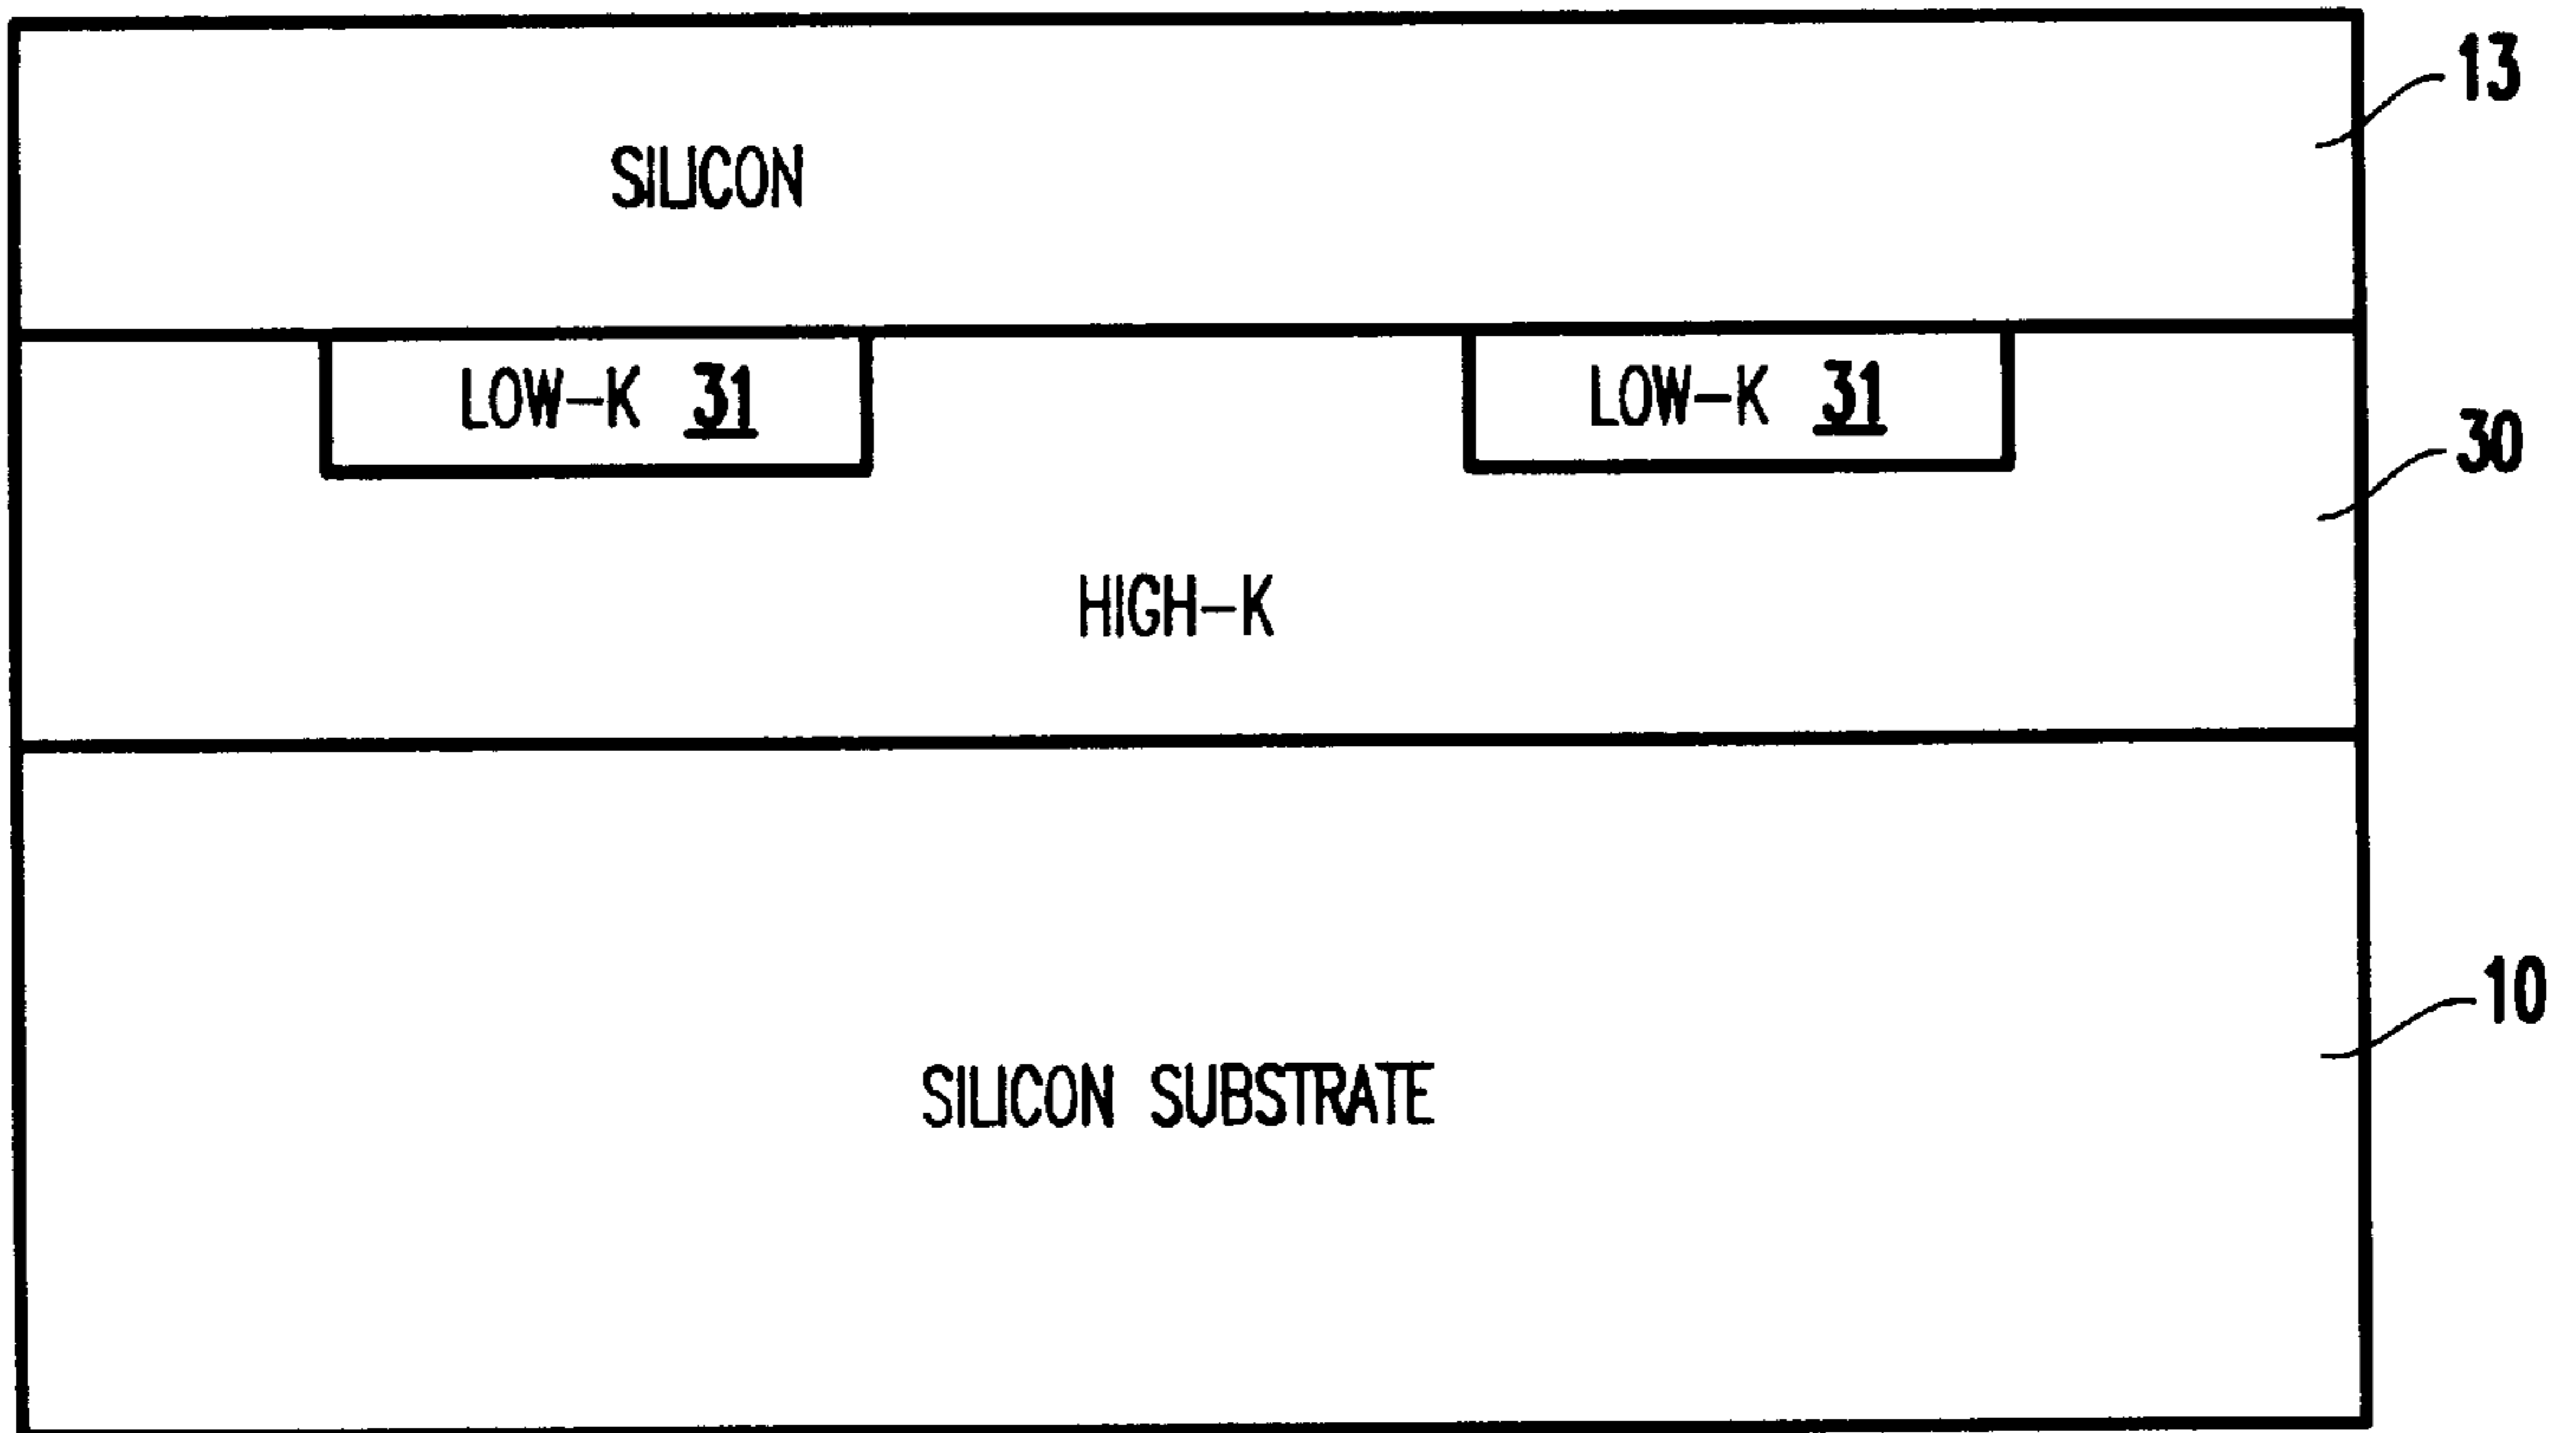 13
SILICON
LOW-K 31
LOW-K 31
30
HIGH-K
10
SILICON SUBSTRATE